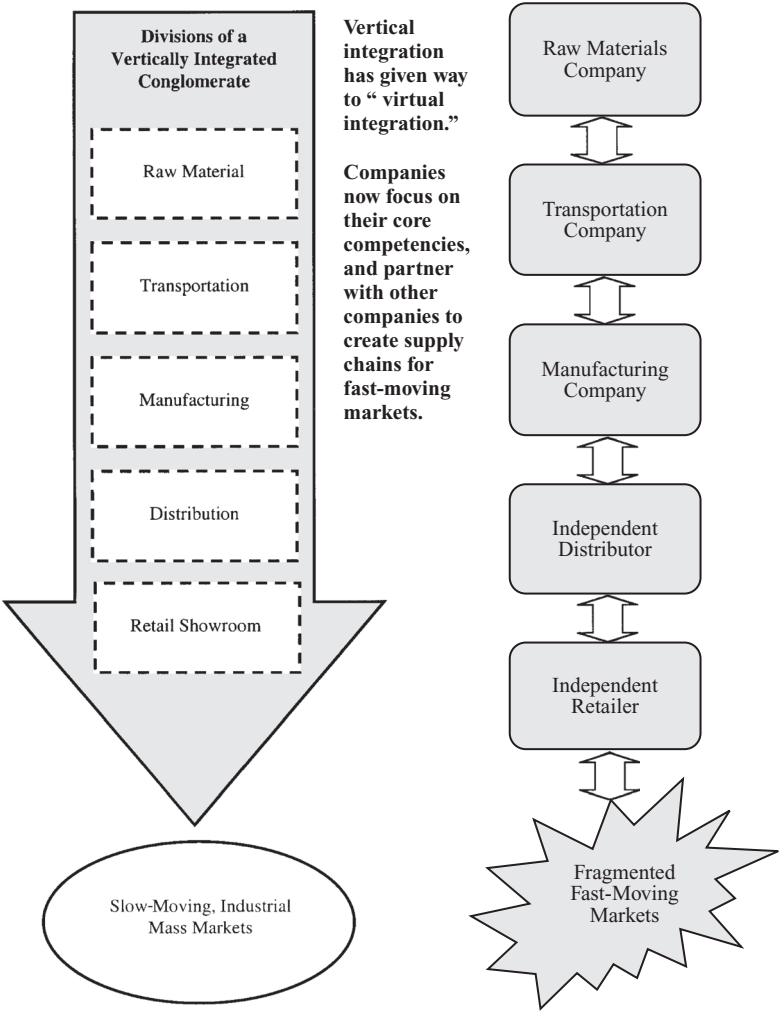 Divisions of a
Vertically Integrated
Conglomerate
Raw Material
Transportation
Manufacturing
Distribution
Retail Showroom
Slow-Moving, Industrial
Mass Markets
Vertical
integration
has given way
to “ virtual
integration.”
Companies
now focus on
their core
competencies,
and partner
with other
companies to
create supply
chains for
fast-moving
markets.
Raw Materials
Company
Transportation
Company
Manufacturing
Company
Independent
Distributor
Independent
Retailer
Fragmented
Fast-Moving
Markets